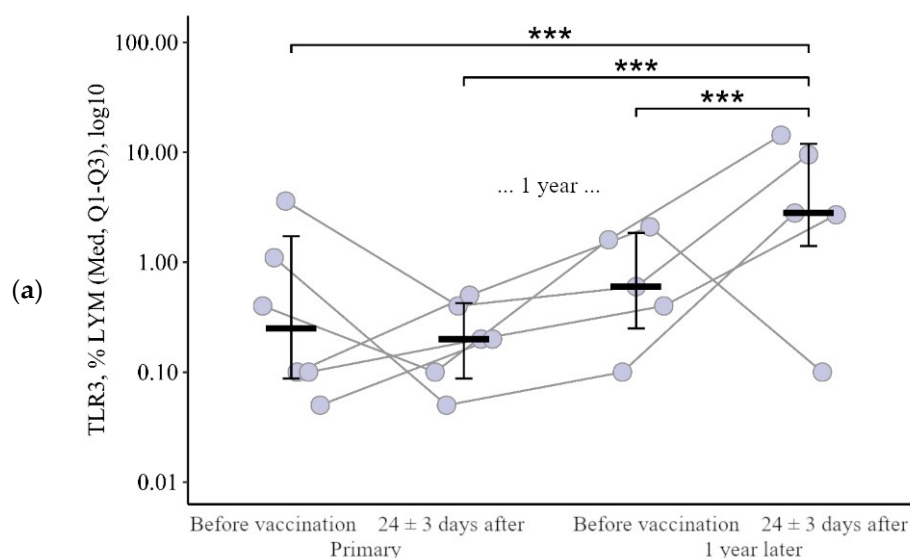 (a)
TLR3, % LYM (Med, Q1-Q3), log10
100.00
10.00
1.00
0.10
0.01
***
***
***
... 1 year ...
Before vaccination 24 ± 3 days after Before vaccination 24 ± 3 days after
Primary 1 year later